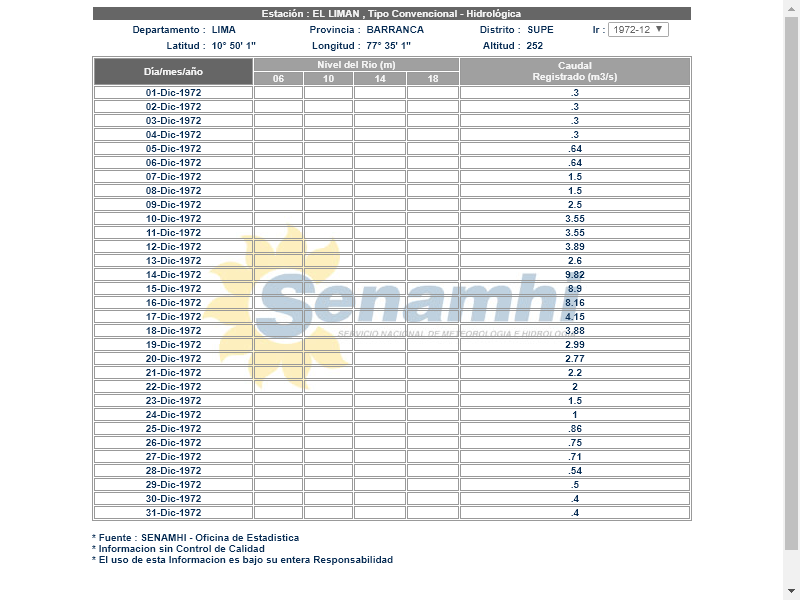 Estación : EL LIMAN , Tipo Convencional - Hidrológica
Departamento : LIMA Provincia : BARRANCA Distrito : SUPE Ir : 1972-12
Latitud : 10° 50' 1" Longitud : 77° 35' 1" Altitud : 252
Día/mes/año Nivel del Río (m) Caudal Registrado (m3/s)
06 10 14 18
01-Dic-1972 .3
02-Dic-1972 .3
03-Dic-1972 .3
04-Dic-1972 .3
05-Dic-1972 .64
06-Dic-1972 .64
07-Dic-1972 1.5
08-Dic-1972 1.5
09-Dic-1972 2.5
10-Dic-1972 3.55
11-Dic-1972 3.55
12-Dic-1972 3.89
13-Dic-1972 2.6
14-Dic-1972 9.82
15-Dic-1972 8.9
16-Dic-1972 8.16
17-Dic-1972 4.15
18-Dic-1972 3.88
19-Dic-1972 2.99
20-Dic-1972 2.77
21-Dic-1972 2.2
22-Dic-1972 2
23-Dic-1972 1.5
24-Dic-1972 1
25-Dic-1972 .86
26-Dic-1972 .75
27-Dic-1972 .71
28-Dic-1972 .54
29-Dic-1972 .5
30-Dic-1972 .4
31-Dic-1972 .4
Senamhi
SERVICIO NACIONAL DE METEOROLOGIA E HIDROLOGIA
* Fuente : SENAMHI - Oficina de Estadistica
* Informacion sin Control de Calidad
* El uso de esta Informacion es bajo su entera Responsabilidad